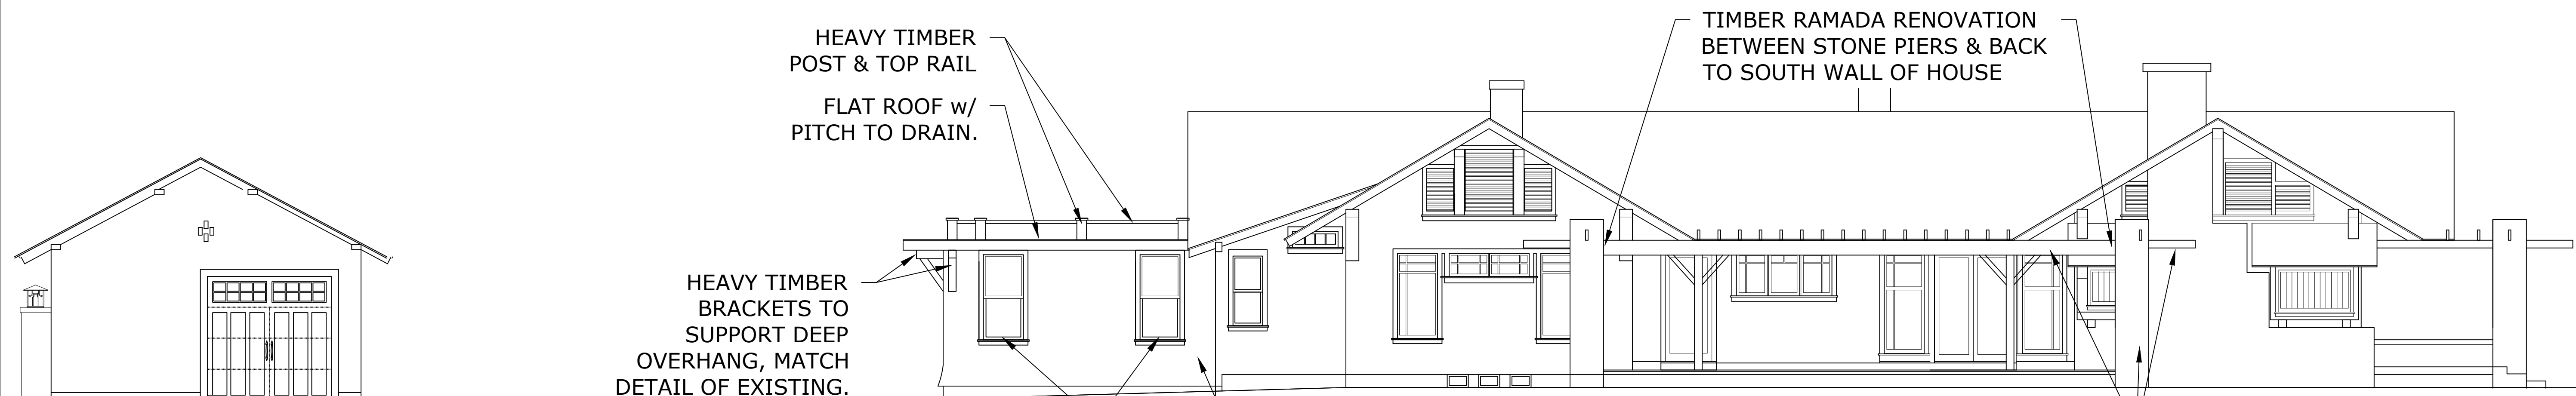 HEAVY TIMBER
POST & TOP RAIL
FLAT ROOF w/
PITCH TO DRAIN.
HEAVY TIMBER
BRACKETS TO
SUPPORT DEEP
OVERHANG, MATCH
DETAIL OF EXISTING.
TIMBER RAMADA RENOVATION
BETWEEN STONE PIERS & BACK
TO SOUTH WALL OF HOUSE